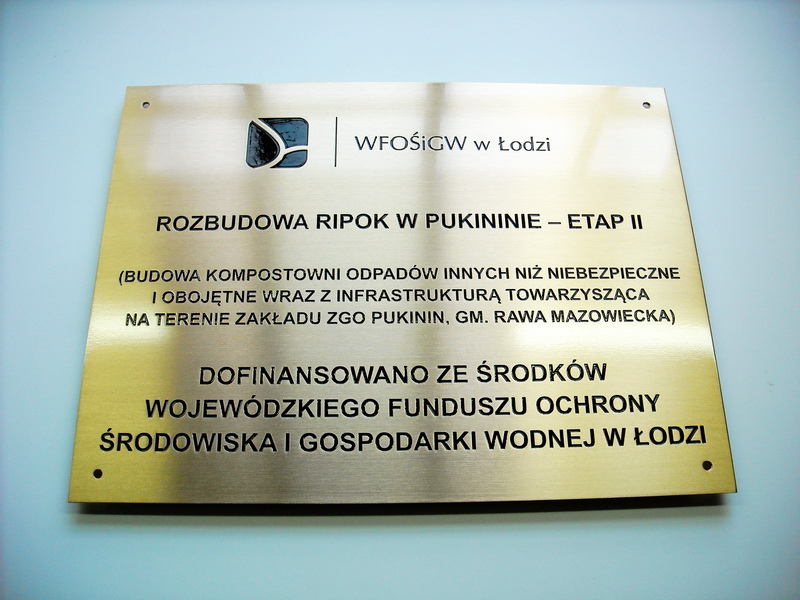 WFOŚiGW w Łodzi
ROZBUDOWA RIPOK W PUKININIE – ETAP II
(BUDOWA KOMPOSTOWNI ODPADÓW INNYCH NIŻ NIEBEZPIECZNE
I OBOJĘTNE WRAZ Z INFRASTRUKTURĄ TOWARZYSZĄCA
NA TERENIE ZAKŁADU ZGO PUKININ, GM. RAWA MAZOWIECKA)
DOFINANSOWANO ZE ŚRODKÓW
WOJEWÓDZKIEGO FUNDUSZU OCHRONY
ŚRODOWISKA I GOSPODARKI WODNEJ W ŁODZI